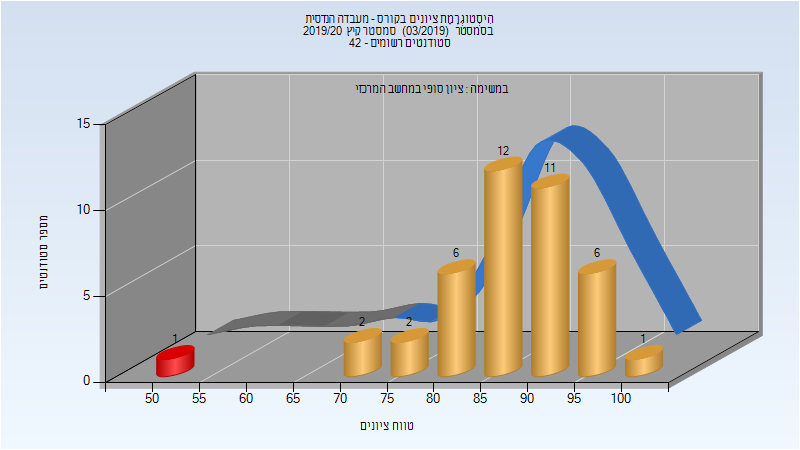 היסטוגרמת ציונים בקורס - מעבדה הנדסית
בסמסטר (03/2019) סמסטר קיץ 2019/20
סטודנטים רשומים - 42
במשימה : ציון סופי במחשב המרכזי
מספר סטודנטים
15
10
5
0
1
2
2
6
12
11
6
1
50 55 60 65 70 75 80 85 90 95 100
טווח ציונים